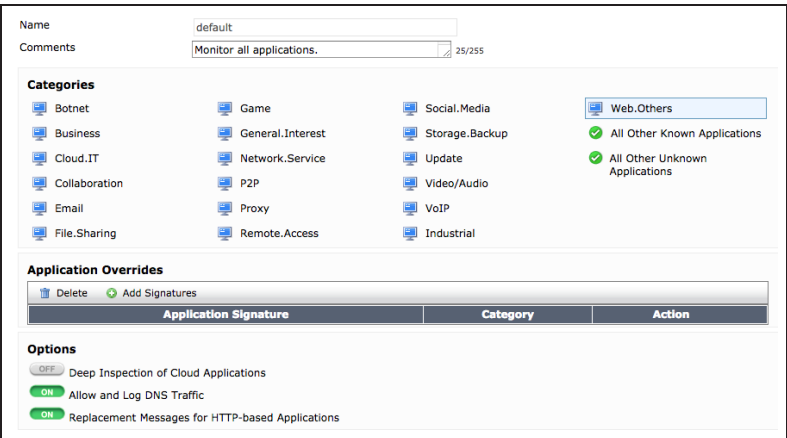 Name
default
Comments
Monitor all applications.
25/255
Categories
Botnet
Game
Social.Media
Web.Others
Business
General.Interest
Storage.Backup
All Other Known Applications
Cloud.IT
Network.Service
Update
All Other Unknown
Applications
Collaboration
P2P
Video/Audio
Email
Proxy
VoIP
File.Sharing
Remote.Access
Industrial
Application Overrides
Delete
Add Signatures
Application Signature
Category
Action
Options
OFF Deep Inspection of Cloud Applications
ON Allow and Log DNS Traffic
ON Replacement Messages for HTTP-based Applications